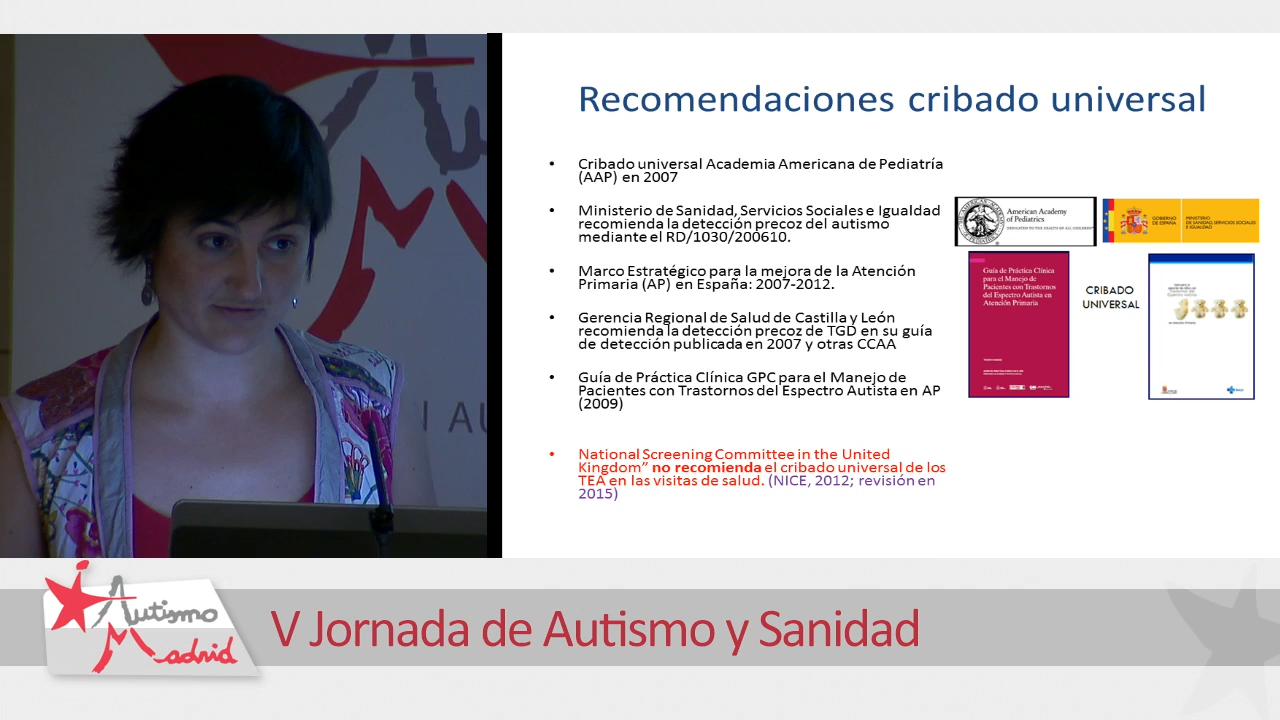 Recomendaciones cribado universal
• Cribado universal Academia Americana de Pediatría
(AAP) en 2007
• Ministerio de Sanidad, Servicios Sociales e Igualdad
recomienda la detección precoz del autismo
mediante el RD/1030/200610.
• Marco Estratégico para la mejora de la Atención
Primaria (AP) en España: 2007-2012.
• Gerencia Regional de Salud de Castilla y León
recomienda la detección precoz de TGD en su guía
de detección publicada en 2007 y otras CCAA
• Guía de Práctica Clínica GPC para el Manejo de
Pacientes con Trastornos del Espectro Autista en AP
(2009)
• National Screening Committee in the United
Kingdom” no recomienda el cribado universal de los
TEA en las visitas de salud. (NICE, 2012; revisión en
2015)
American Academy
of Pediatrics
DEDICATED TO THE HEALTH OF ALL CHILDREN
GOBIERNO
DE ESPAÑA
MINISTERIO
DE SANIDAD, SERVICIOS SOCIALES
E IGUALDAD
Guía de Práctica Clínica
para el Manejo de
Pacientes con Trastornos
del Espectro Autista en
Atención Primaria
CRIBADO
UNIVERSAL
Autismo
Madrid
V Jornada de Autismo y Sanidad